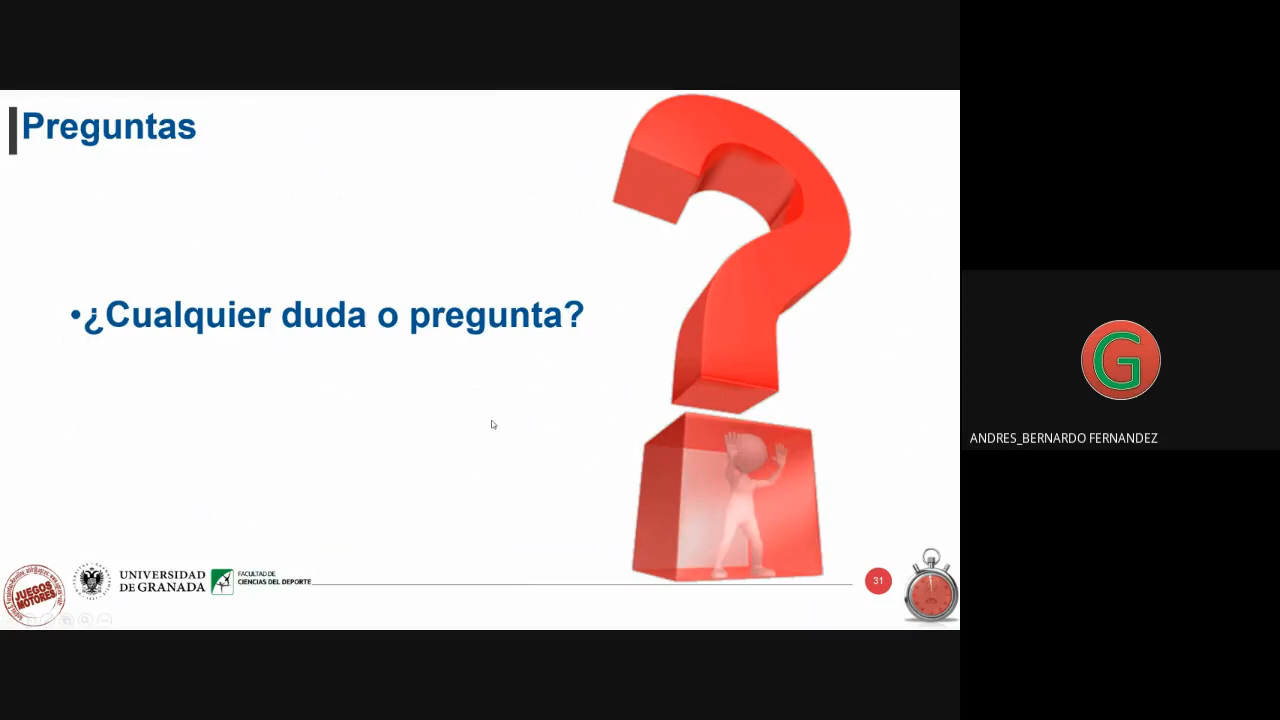 Preguntas
•¿Cualquier duda o pregunta?
G
ANDRES_BERNARDO FERNANDEZ
JUEGOS
MOTORES
UNIVERSIDAD
DE GRANADA
FACULTAD DE
CIENCIAS DEL DEPORTE
31